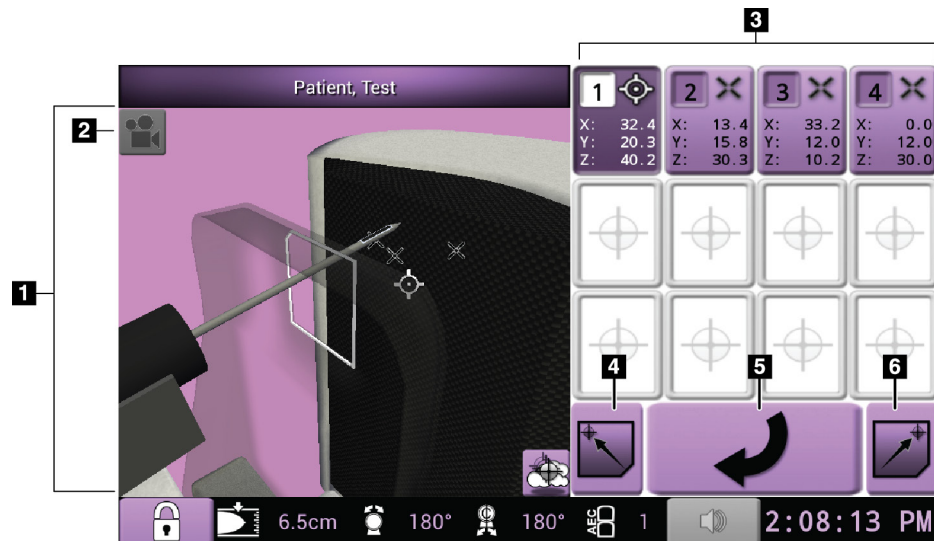 3
Patient, Test
1 2 3 4
X: 32.4 X: 13.4 X: 33.2 X: 0.0
Y: 20.3 Y: 15.8 Y: 12.0 Y: 12.0
Z: 40.2 Z: 30.3 Z: 10.2 Z: 30.0
2
1
4 5 6
6.5cm 180° C 180° AEC 1 2:08:13 PM